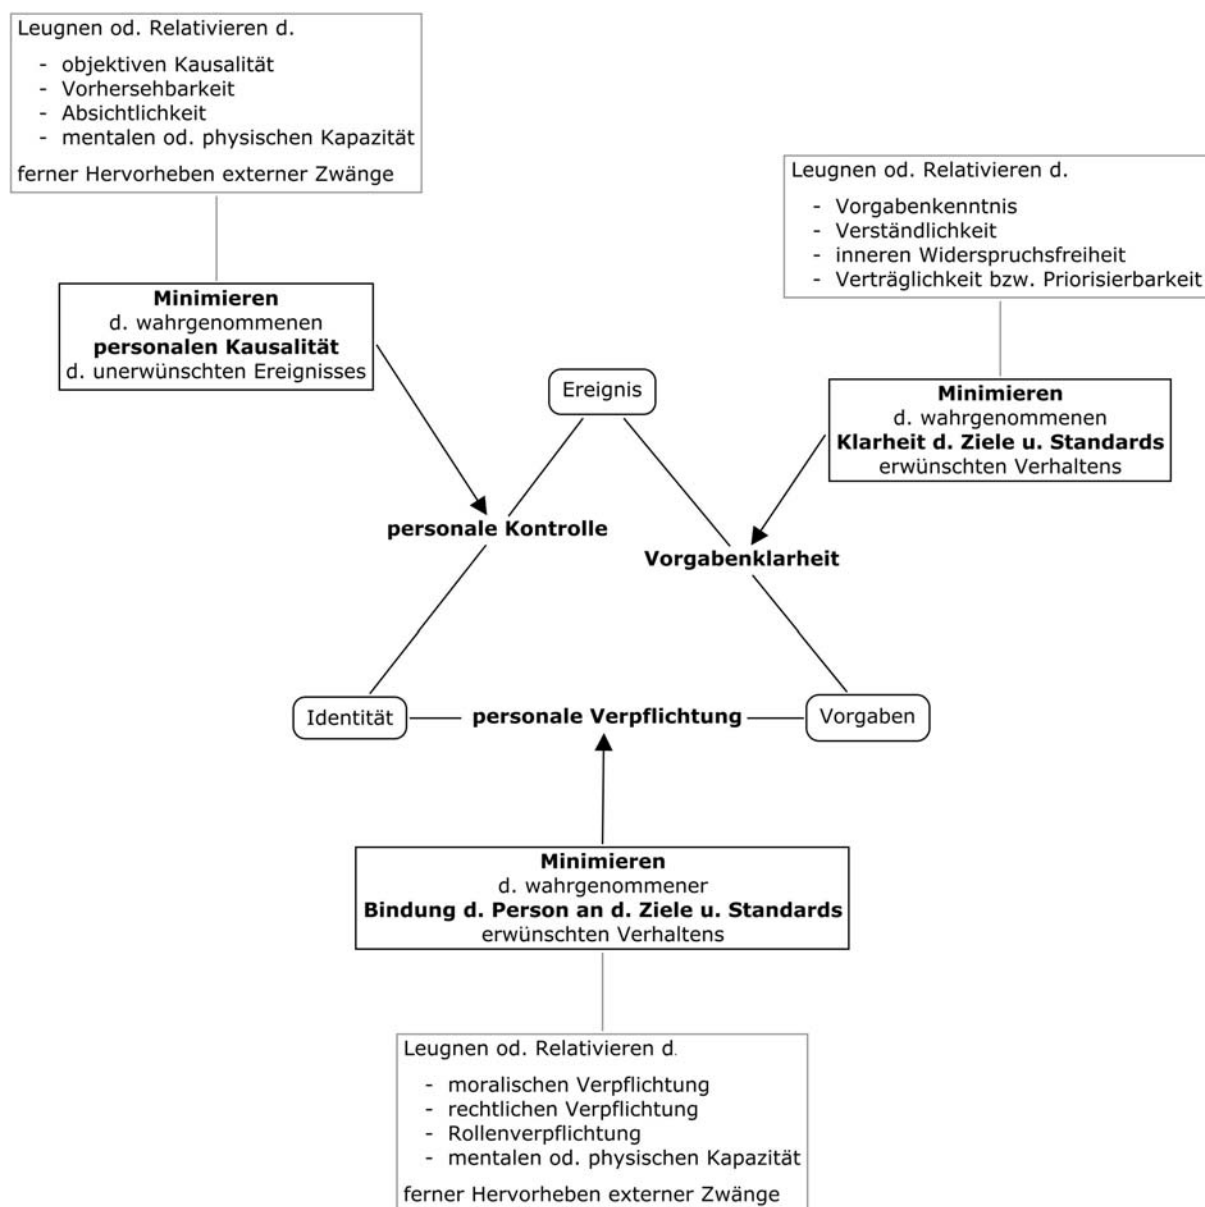 Leugnen od. Relativieren d.
- objektiven Kausalität
- Vorhersehbarkeit
- Absichtlichkeit
- mentalen od. physischen Kapazität
ferner Hervorheben externer Zwänge
Leugnen od. Relativieren d.
- Vorgabenkenntnis
- Verständlichkeit
- inneren Widerspruchsfreiheit
- Verträglichkeit bzw. Priorisierbarkeit
Minimieren
d. wahrgenommenen
personalen Kausalität
d. unerwünschten Ereignisses
Ereignis
Minimieren
d. wahrgenommenen
Klarheit d. Ziele u. Standards
erwünschten Verhaltens
personale Kontrolle
Vorgabenklarheit
Identität
personale Verpflichtung
Vorgaben
Minimieren
d. wahrgenommener
Bindung d. Person an d. Ziele u. Standards
erwünschten Verhaltens
Leugnen od. Relativieren d.
- moralischen Verpflichtung
- rechtlichen Verpflichtung
- Rollenverpflichtung
- mentalen od. physischen Kapazität
ferner Hervorheben externer Zwänge